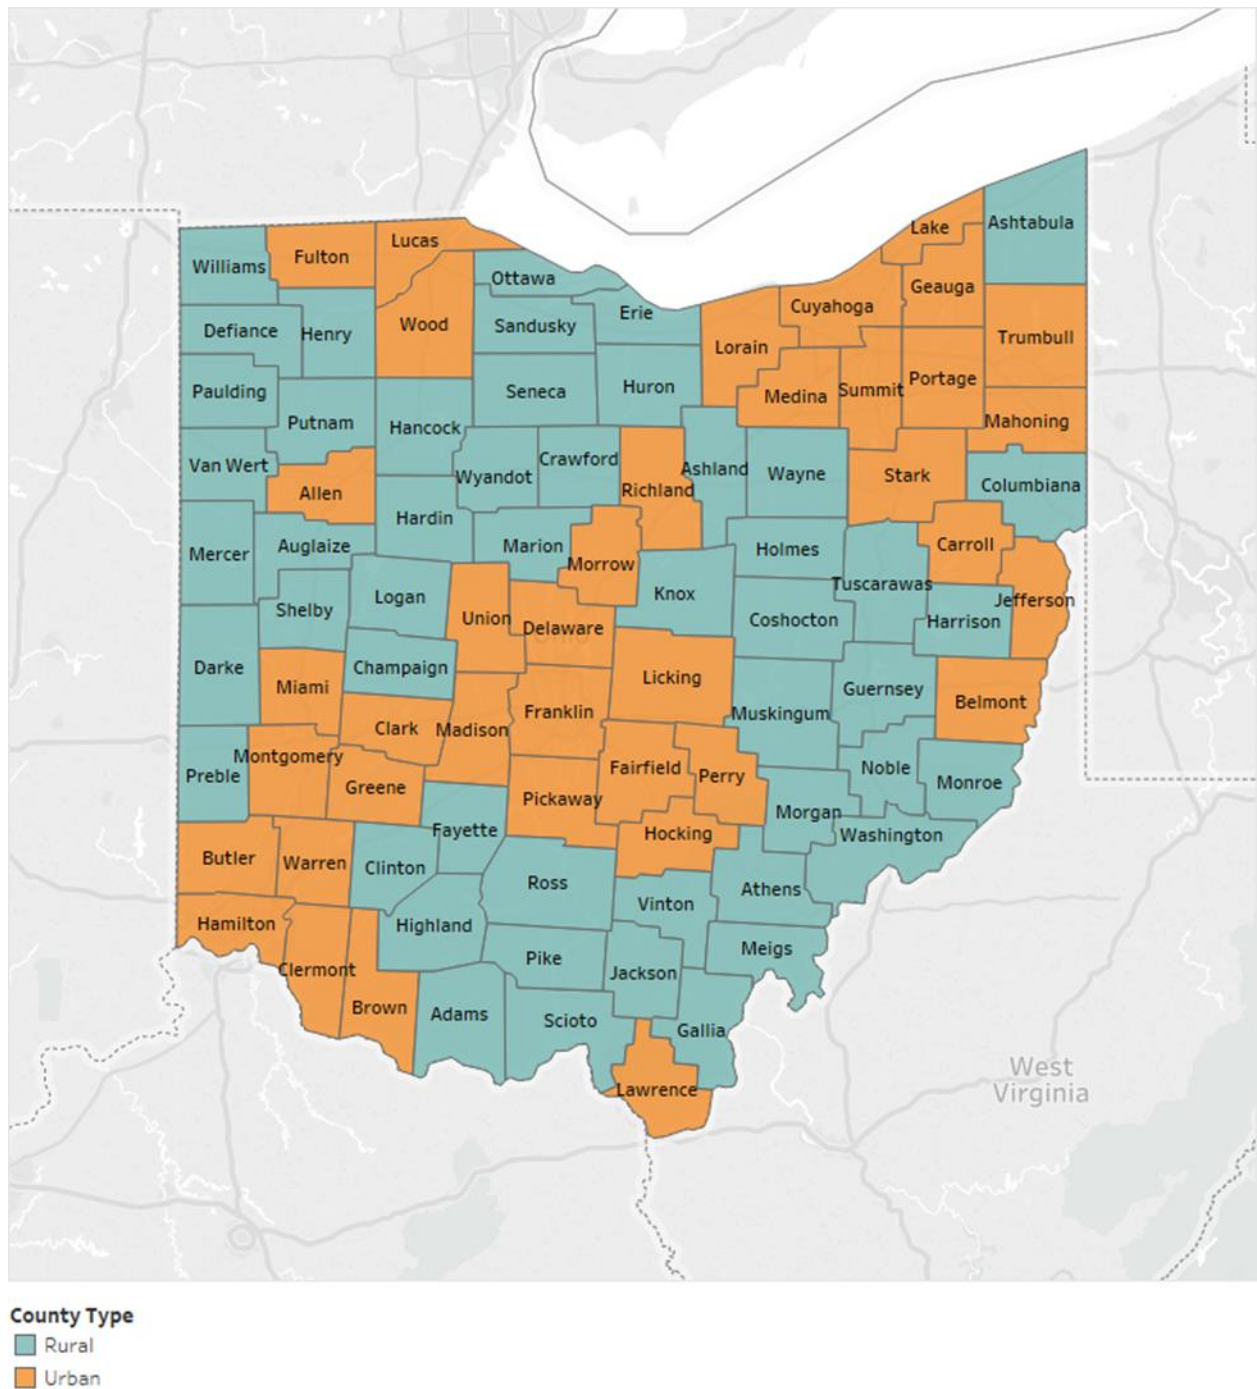 Ashtabula
Lake
Lucas
Fulton
Williams
Ottawa
Geauga
Cuyahoga
Erie
Wood
Sandusky
Defiance
Henry
Trumbull
Lorain
Portage
Huron
Summit
Seneca
Paulding
Medina
Mahoning
Putnam
Hancock
Crawford
Van Wert
Ashland
Wayne
Stark
Wyandot
Columbiana
Richland
Allen
Hardin
Carroll
Marion
Auglaize
Holmes
Mercer
Morrow
Tuscarawas
Knox
Logan
Jefferson
Shelby
Union
Coshocton
Harrison
Delaware
Ohio
Darke
Champaign
Licking
Miami
Guernsey
Belmont
Franklin
Muskingum
Clark
Madison
Montgomery
Fairfield
Noble
Preble
Perry
Monroe
Greene
Pickaway
Morgan
Fayette
Hocking
Washington
Butler
Warren
Clinton
Ross
Athens
Vinton
Hamilton
Highland
Meigs
Pike
Clermont
Jackson
Brown
Adams
Scioto
Gallia
West
Virginia
Lawrence
County Type
Rural
Urban